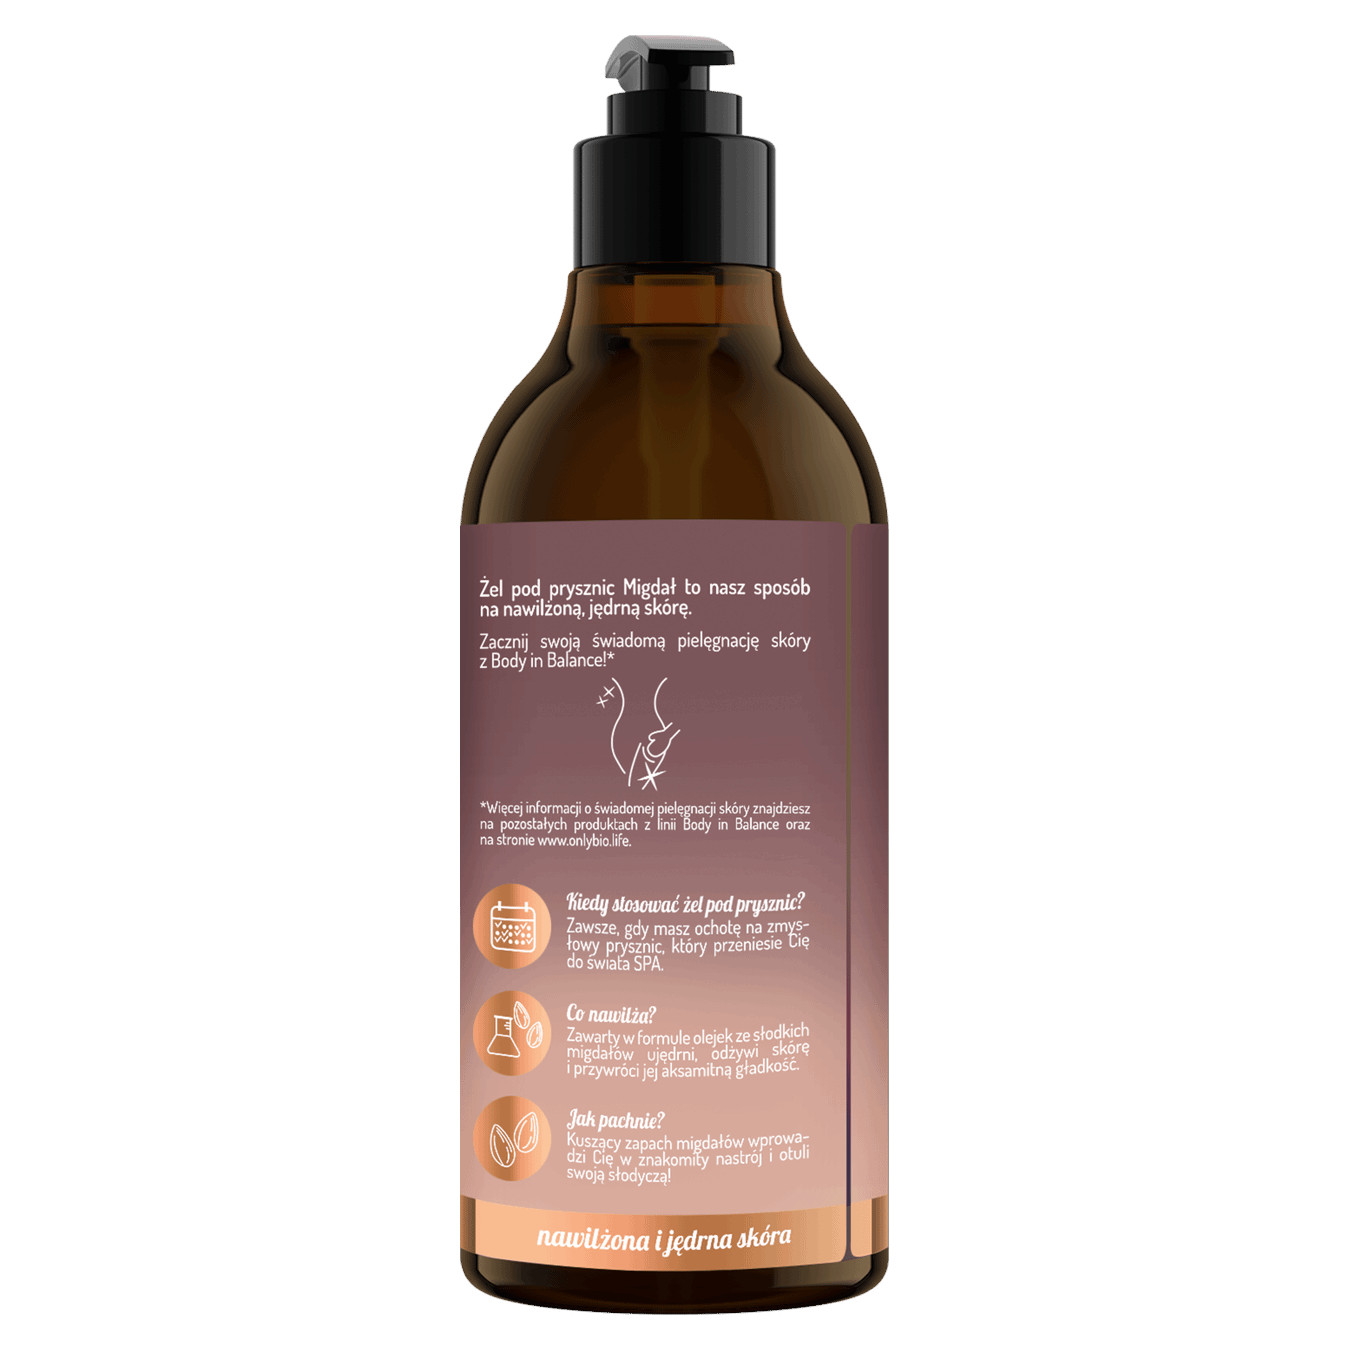 Żel pod prysznic Migdał to nasz sposób
na nawilżoną, jędrną skórę.
Zacznij swoją świadomą pielęgnację skóry
z Body in Balance!*
*Więcej informacji o świadomej pielęgnacji skóry znajdziesz
na pozostałych produktach z linii Body in Balance oraz
na stronie www.onlybio.life.
Kiedy stosować żel pod prysznic?
Zawsze, gdy masz ochotę na zmys-
łowy prysznic, który przeniesie Cię
do świata SPA.
Co nawilża?
Zawarty w formule olejek ze słodkich
migdałów ujędrni, odżywi skórę
i przywróci jej aksamitną gładkość.
Jak pachnie?
Kuszący zapach migdałów wprowa-
dzi Cię w znakomity nastrój i otuli
swoją słodyczą!
nawilżona i jędrna skóra